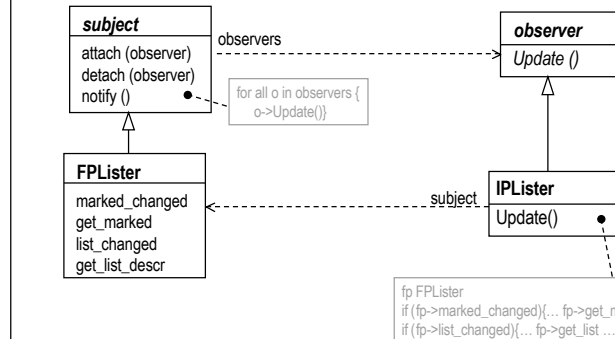 subject
attach (observer)
detach (observer)
notify ()
observers
observer
Update ()
for all o in observers {
o->Update()}
FPLister
marked_changed
get_marked
list_changed
get_list_descr
subject
IPLister
Update()
fp FPLister
if (fp->marked_changed){… fp->get_m
if (fp->list_changed){… fp->get_list …